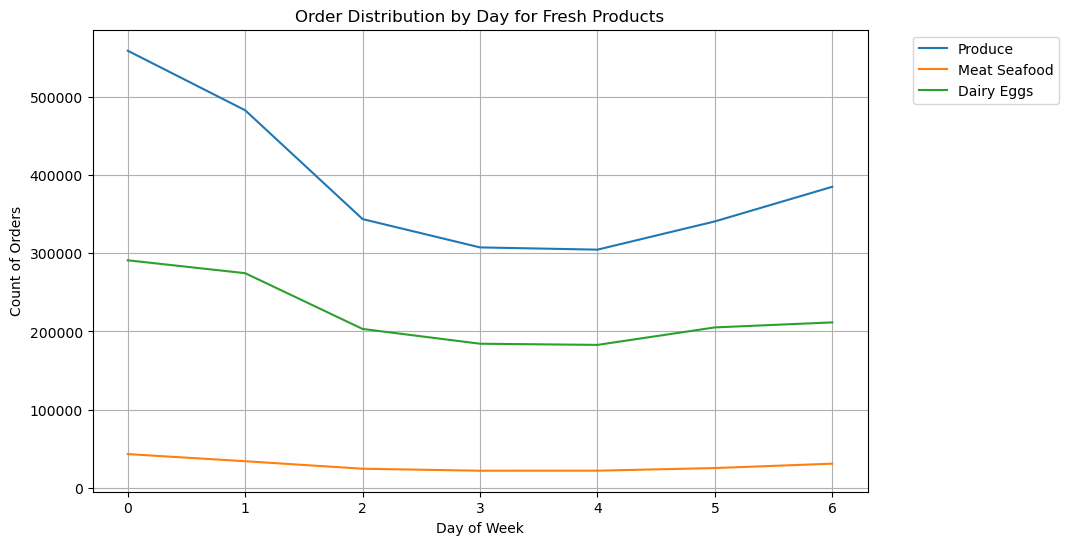 Order Distribution by Day for Fresh Products
Produce
Meat Seafood
Dairy Eggs
Count of Orders
500000
400000
300000
200000
100000
0
0 1 2 3 4 5 6
Day of Week